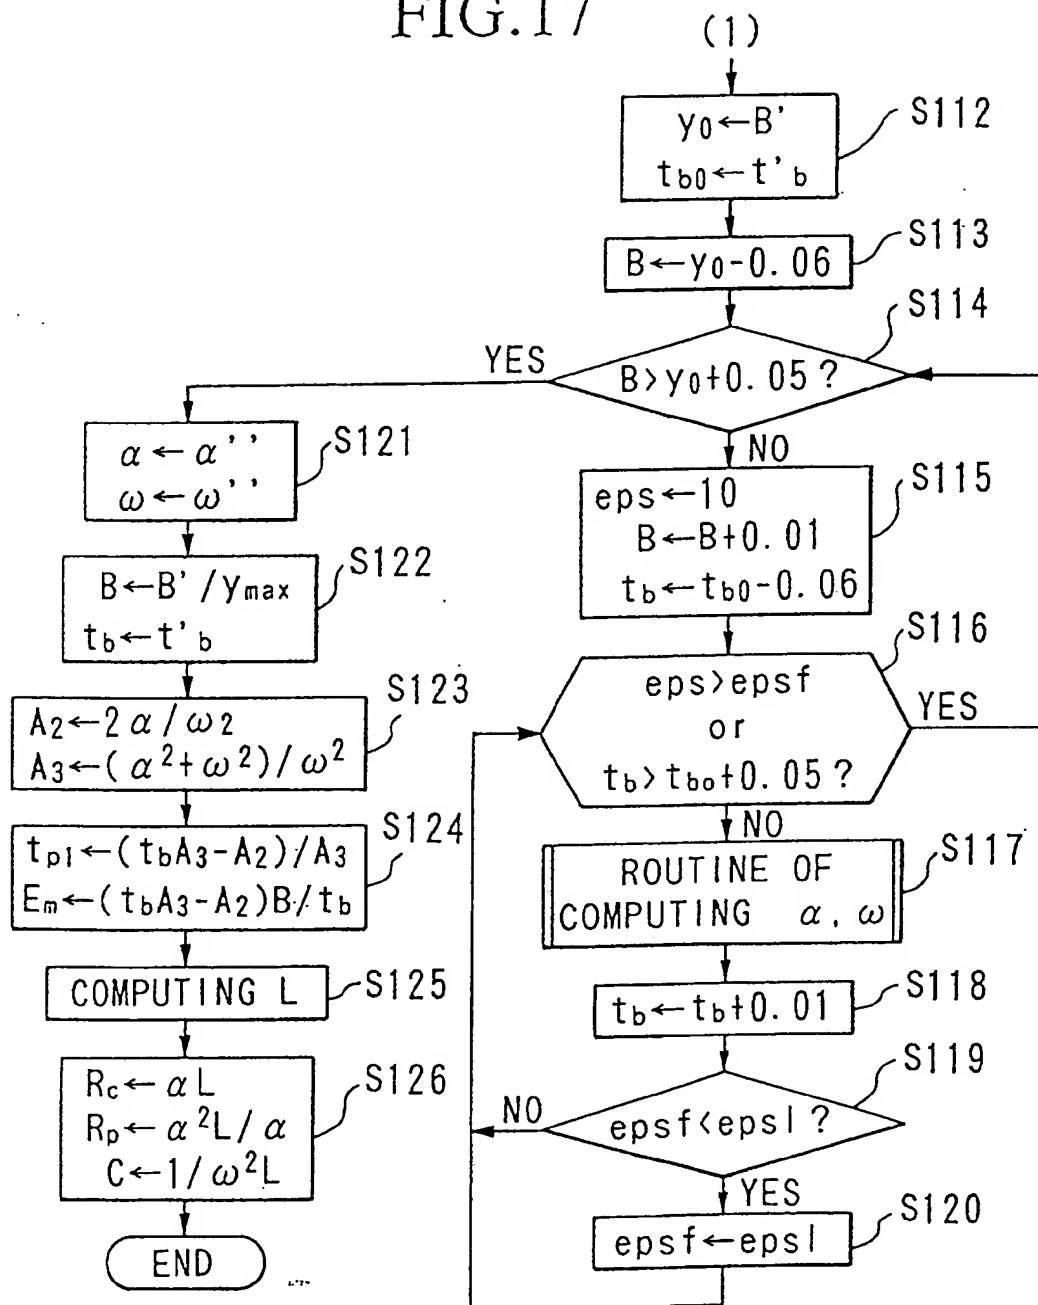 FIG.17
(1)
y0←B'
tb0←t'b
S112
B←y0-0.06
S113
B>y0+0.05?
S114
YES
NO
eps←10
B←B+0.01
tb←tb0-0.06
S115
eps>epsf
or
tb>tbo+0.05?
S116
YES
NO
ROUTINE OF
COMPUTING α, ω
S117
tb←tb+0.01
S118
epsf<epsl?
S119
NO
YES
epsf←epsl
S120
α←α''
ω←ω''
S121
B←B'/ymax
tb←t'b
S122
A2←2α/ω2
A3←(α²+ω²)/ω²
S123
tpl←(tbA3-A2)/A3
Em←(tbA3-A2)B/tb
S124
COMPUTING L
S125
Rc←αL
Rp←α²L/α
C←1/ω²L
S126
END